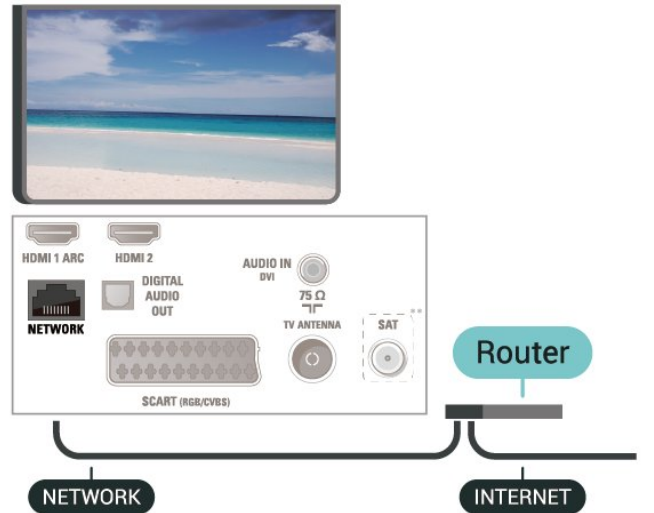 HDMI 1 ARC
HDMI 2
NETWORK
DIGITAL
AUDIO
OUT
AUDIO IN
DVI
75 Ω
TV ANTENNA
SAT
**
SCART (RGB/CVBS)
Router
NETWORK
INTERNET